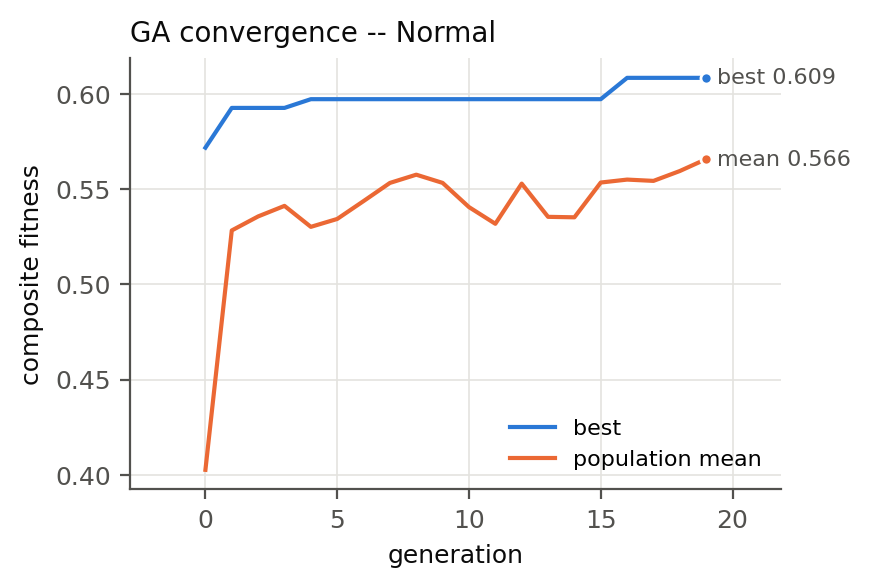 GA convergence -- Normal
composite fitness
0.60
0.55
0.50
0.45
0.40
best 0.609
mean 0.566
best
population mean
0
5
10
15
20
generation